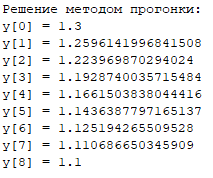 Решение методом прогонки:
y[0] = 1.3
y[1] = 1.2596141996841508
y[2] = 1.223969870294024
y[3] = 1.1928740035715484
y[4] = 1.1661503838044416
y[5] = 1.1436387797165137
y[6] = 1.125194265509528
y[7] = 1.110686650345909
y[8] = 1.1